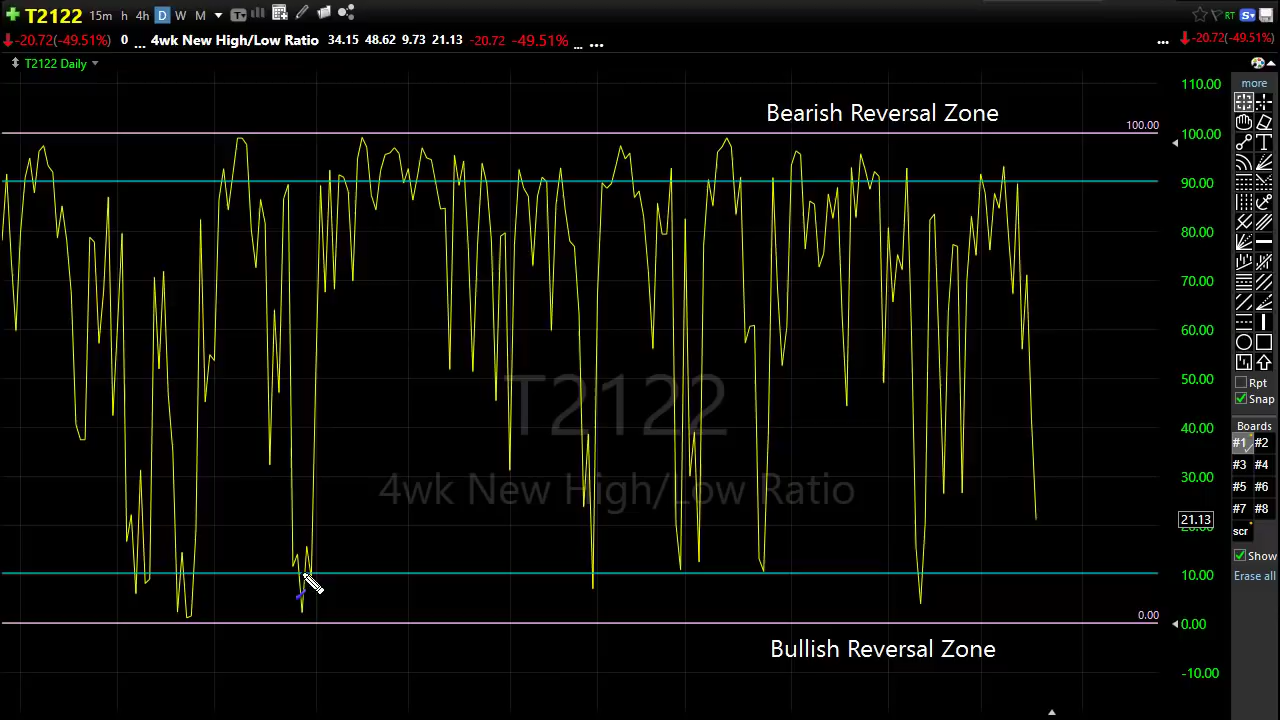 T2122 15m h 4h D W M RT
-20.72(-49.51%) 0 ... 4wk New High/Low Ratio 34.15 48.62 9.73 21.13 -20.72 -49.51% ... ... ... -20.72(-49.51%)
T2122 Daily
more
110.00
Bearish Reversal Zone
100.00
100.00
90.00
80.00
70.00
60.00
50.00
40.00
30.00
21.13
20.00
10.00
0.00
0.00
-10.00
T2122
4wk New High/Low Ratio
Bullish Reversal Zone
Rpt
Snap
Boards
#1 #2
#3 #4
#5 #6
#7 #8
scr
Show
Erase all